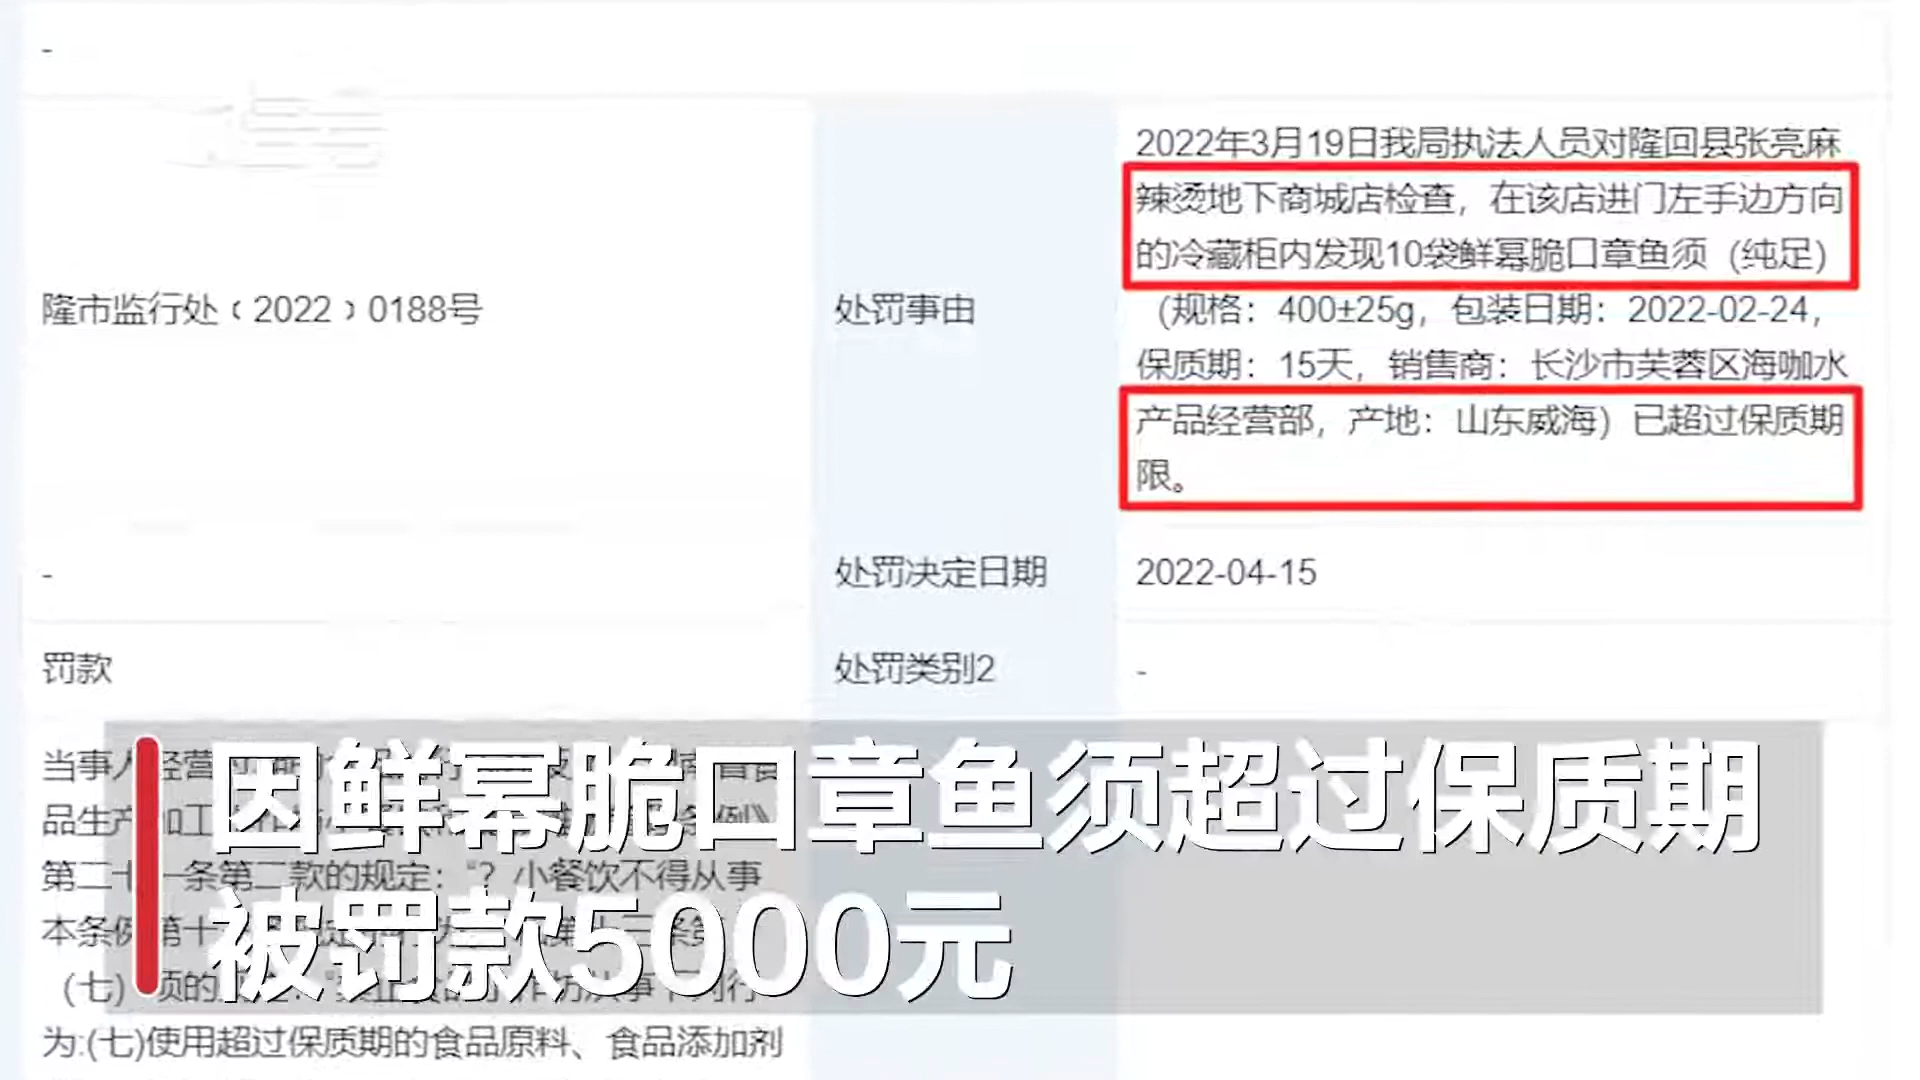 -
2022年3月19日我局执法人员对隆回县张亮麻
辣烫地下商城店检查，在该店进门左手边方向
的冷藏柜内发现10袋鲜幂脆口章鱼须（纯足）
隆市监行处﹝2022﹞0188号
处罚事由
（规格：400±25g，包装日期：2022-02-24，
保质期：15天，销售商：长沙市芙蓉区海咖水
产品经营部，产地：山东威海）已超过保质期
限。
-
处罚决定日期
2022-04-15
罚款
处罚类别2
-
因鲜幂脆口章鱼须超过保质期
被罚款5000元
当事人经营
品生产加工
第二十一条第二款的规定：“? 小餐饮不得从事
本条例第十
（七）项的
为:(七)使用超过保质期的食品原料、食品添加剂